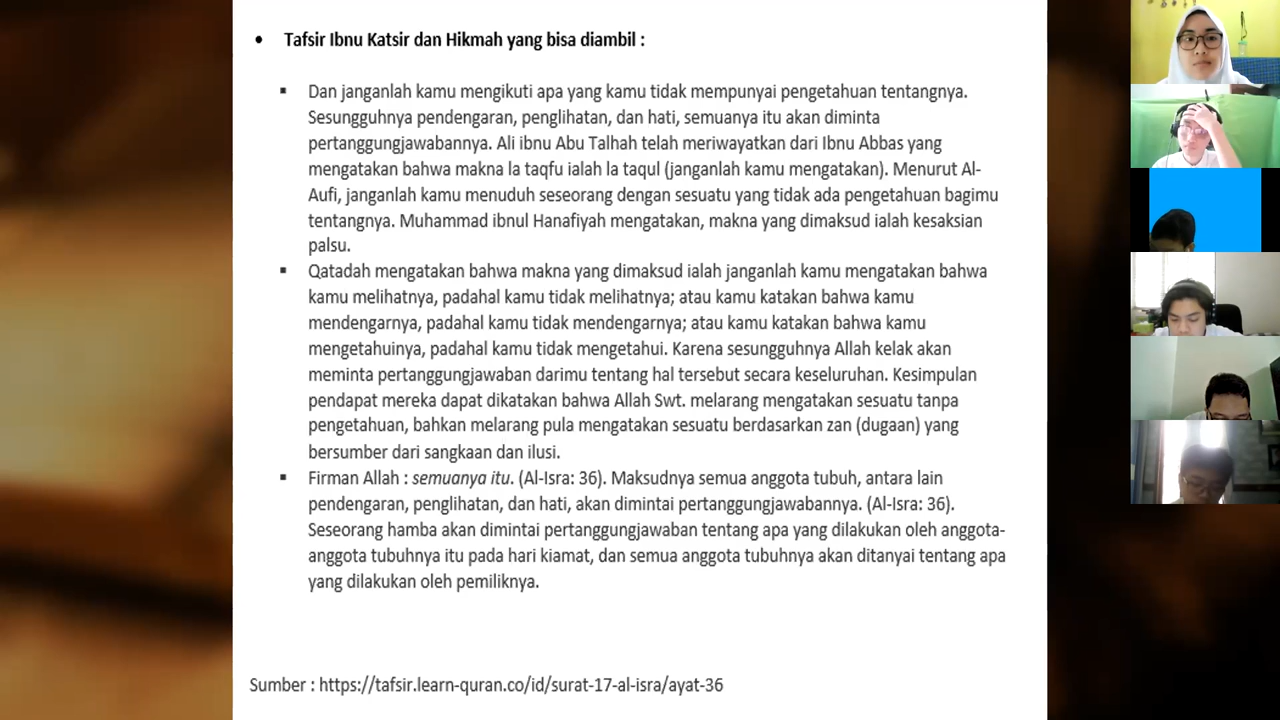 • Tafsir Ibnu Katsir dan Hikmah yang bisa diambil :
▪ Dan janganlah kamu mengikuti apa yang kamu tidak mempunyai pengetahuan tentangnya.
Sesungguhnya pendengaran, penglihatan, dan hati, semuanya itu akan diminta
pertanggungjawabannya. Ali ibnu Abu Talhah telah meriwayatkan dari Ibnu Abbas yang
mengatakan bahwa makna la taqfu ialah la taqul (janganlah kamu mengatakan). Menurut Al-
Aufi, janganlah kamu menuduh seseorang dengan sesuatu yang tidak ada pengetahuan bagimu
tentangnya. Muhammad ibnul Hanafiyah mengatakan, makna yang dimaksud ialah kesaksian
palsu.
▪ Qatadah mengatakan bahwa makna yang dimaksud ialah janganlah kamu mengatakan bahwa
kamu melihatnya, padahal kamu tidak melihatnya; atau kamu katakan bahwa kamu
mendengarnya, padahal kamu tidak mendengarnya; atau kamu katakan bahwa kamu
mengetahuinya, padahal kamu tidak mengetahui. Karena sesungguhnya Allah kelak akan
meminta pertanggungjawaban darimu tentang hal tersebut secara keseluruhan. Kesimpulan
pendapat mereka dapat dikatakan bahwa Allah Swt. melarang mengatakan sesuatu tanpa
pengetahuan, bahkan melarang pula mengatakan sesuatu berdasarkan zan (dugaan) yang
bersumber dari sangkaan dan ilusi.
▪ Firman Allah : semuanya itu. (Al-Isra: 36). Maksudnya semua anggota tubuh, antara lain
pendengaran, penglihatan, dan hati, akan dimintai pertanggungjawabannya. (Al-Isra: 36).
Seseorang hamba akan dimintai pertanggungjawaban tentang apa yang dilakukan oleh anggota-
anggota tubuhnya itu pada hari kiamat, dan semua anggota tubuhnya akan ditanyai tentang apa
yang dilakukan oleh pemiliknya.
Sumber : https://tafsir.learn-quran.co/id/surat-17-al-isra/ayat-36